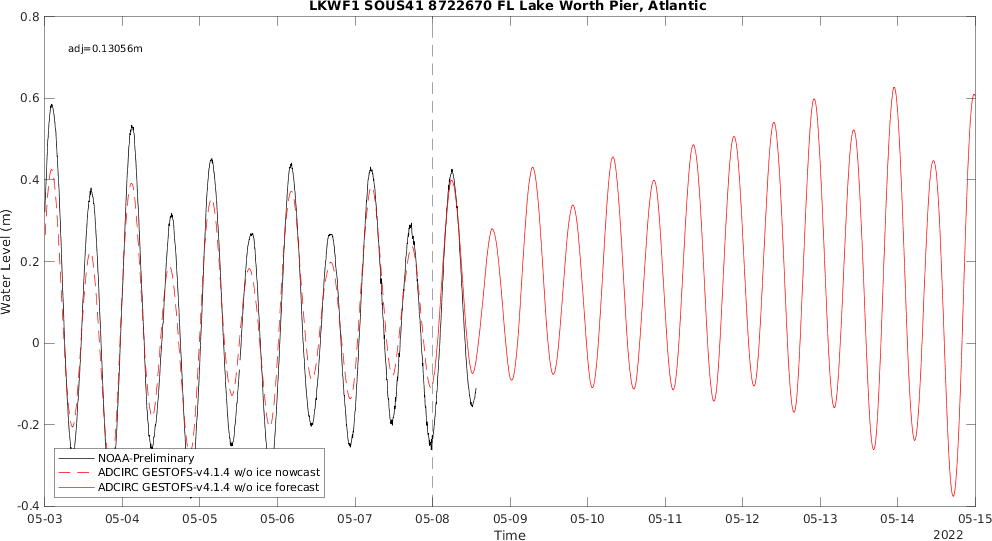 LKWF1 SOUS41 8722670 FL Lake Worth Pier, Atlantic
adj=0.13056m
0.8
0.6
0.4
0.2
0
-0.2
-0.4
Water Level (m)
NOAA-Preliminary
ADCIRC GESTOFS-v4.1.4 w/o ice nowcast
ADCIRC GESTOFS-v4.1.4 w/o ice forecast
05-03 05-04 05-05 05-06 05-07 05-08 05-09 05-10 05-11 05-12 05-13 05-14 05-15
Time
2022